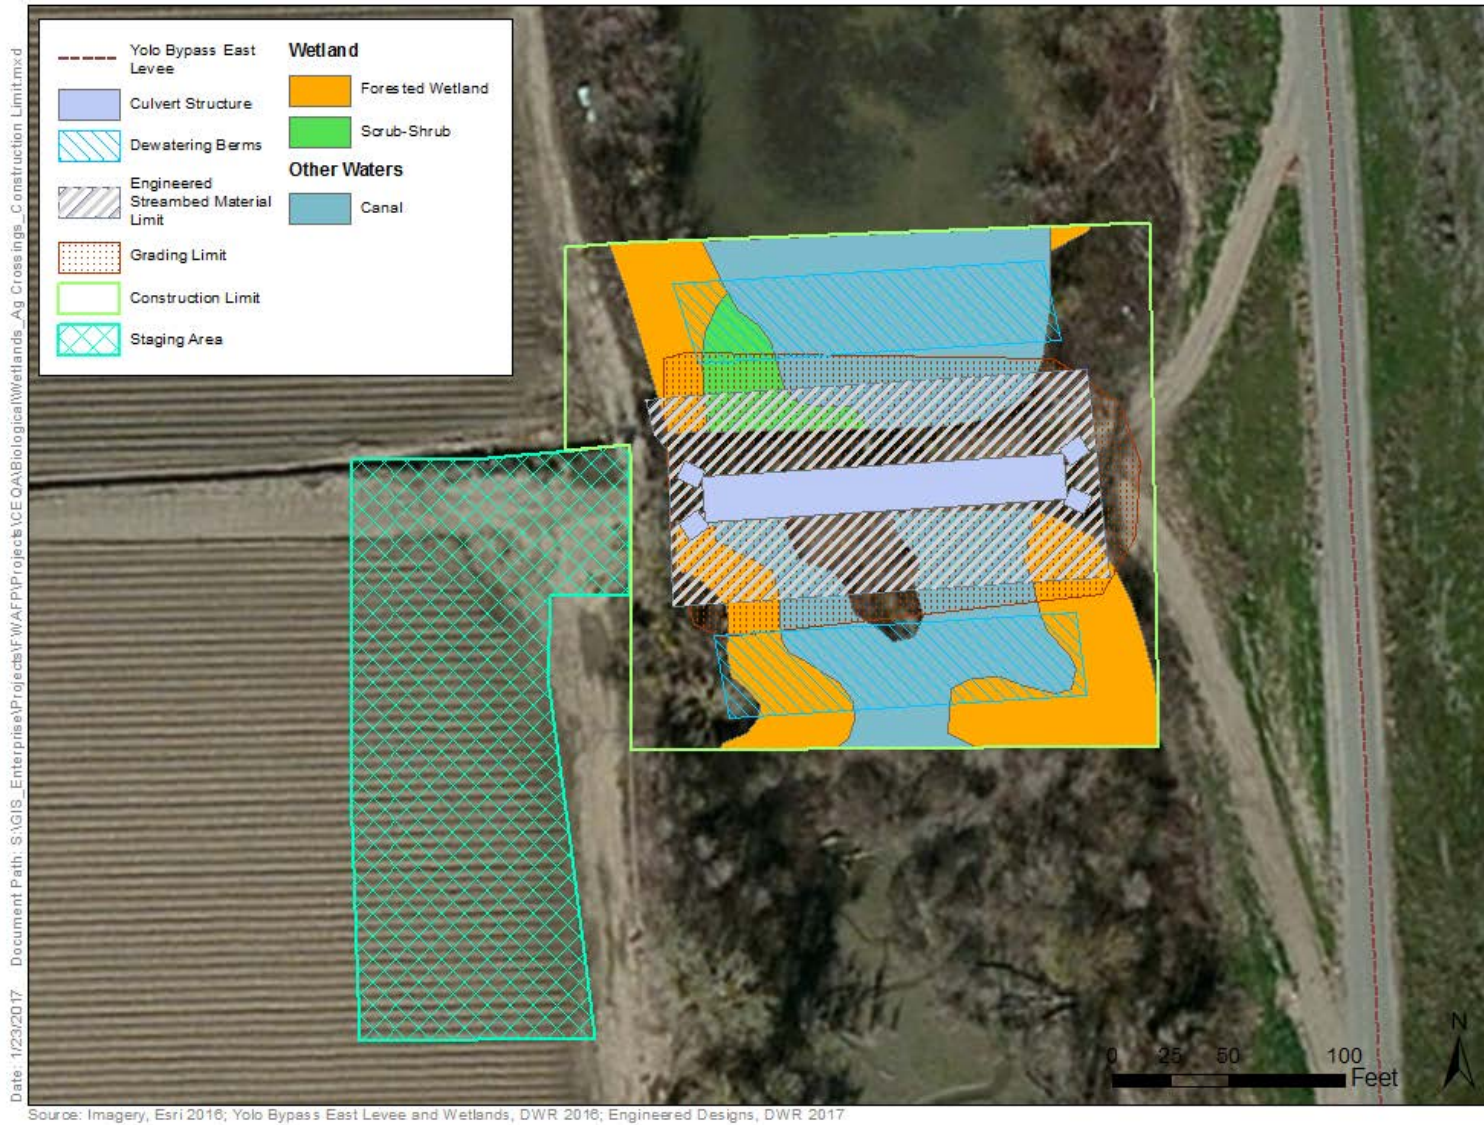 Yolo Bypass East
Levee
Culvert Structure
Dewatering Berms
Engineered
Streambed Material
Limit
Grading Limit
Construction Limit
Staging Area
Wetland
Forested Wetland
Scrub-Shrub
Other Waters
Canal
N
0 25 50 100
Feet
Date: 1/23/2017 Document Path: S:\GIS_Enterprise\Projects\FWAFP\Projects\CEQA\Biological\Wetlands_Ag Crossings_Construction Limit.mxd
Source: Imagery, Esri 2016; Yolo Bypass East Levee and Wetlands, DWR 2016; Engineered Designs, DWR 2017